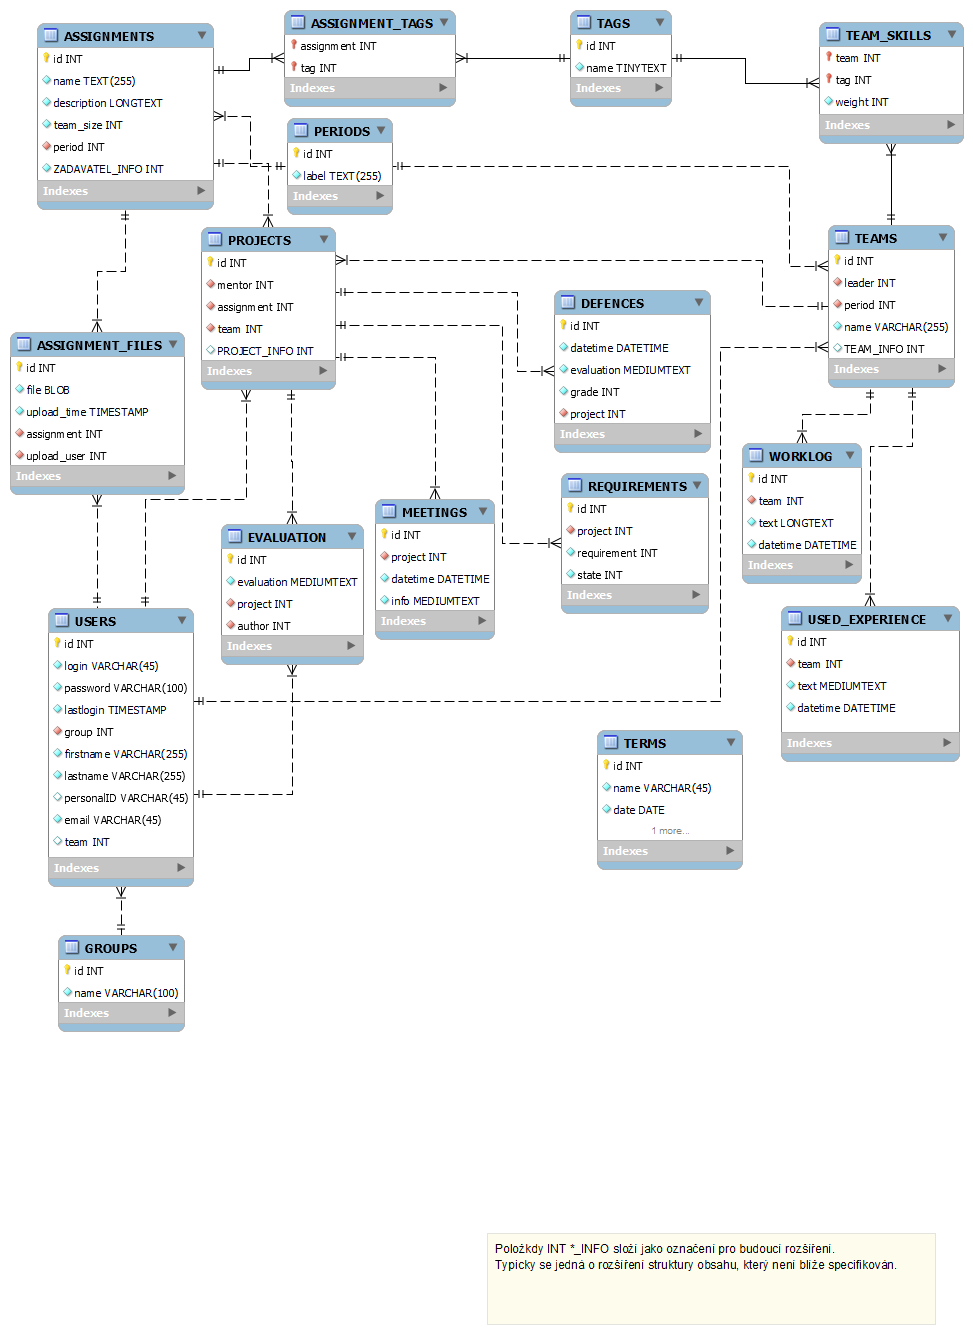 ASSIGNMENTS
id INT
name TEXT(255)
description LONGTEXT
team_size INT
period INT
ZADAVATEL_INFO INT
Indexes
ASSIGNMENT_TAGS
assignment INT
tag INT
Indexes
TAGS
id INT
name TINYTEXT
Indexes
TEAM_SKILLS
team INT
tag INT
weight INT
Indexes
PERIODS
id INT
label TEXT(255)
Indexes
PROJECTS
id INT
mentor INT
assignment INT
team INT
PROJECT_INFO INT
Indexes
TEAMS
id INT
leader INT
period INT
name VARCHAR(255)
TEAM_INFO INT
Indexes
DEFENCES
id INT
datetime DATETIME
evaluation MEDIUMTEXT
grade INT
project INT
Indexes
ASSIGNMENT_FILES
id INT
file BLOB
upload_time TIMESTAMP
assignment INT
upload_user INT
Indexes
WORKLOG
id INT
team INT
text LONGTEXT
datetime DATETIME
Indexes
REQUIREMENTS
id INT
project INT
requirement INT
state INT
Indexes
MEETINGS
id INT
project INT
datetime DATETIME
info MEDIUMTEXT
Indexes
EVALUATION
id INT
evaluation MEDIUMTEXT
project INT
author INT
Indexes
USERS
id INT
login VARCHAR(45)
password VARCHAR(100)
lastlogin TIMESTAMP
group INT
firstname VARCHAR(255)
lastname VARCHAR(255)
personalID VARCHAR(45)
email VARCHAR(45)
team INT
Indexes
USED_EXPERIENCE
id INT
team INT
text MEDIUMTEXT
datetime DATETIME
Indexes
TERMS
id INT
name VARCHAR(45)
date DATE
1 more...
Indexes
GROUPS
id INT
name VARCHAR(100)
Indexes
Položkdy INT *_INFO složí jako označení pro budoucí rozšíření.
Typicky se jedná o rozšíření struktury obsahu, který není blíže specifikován.